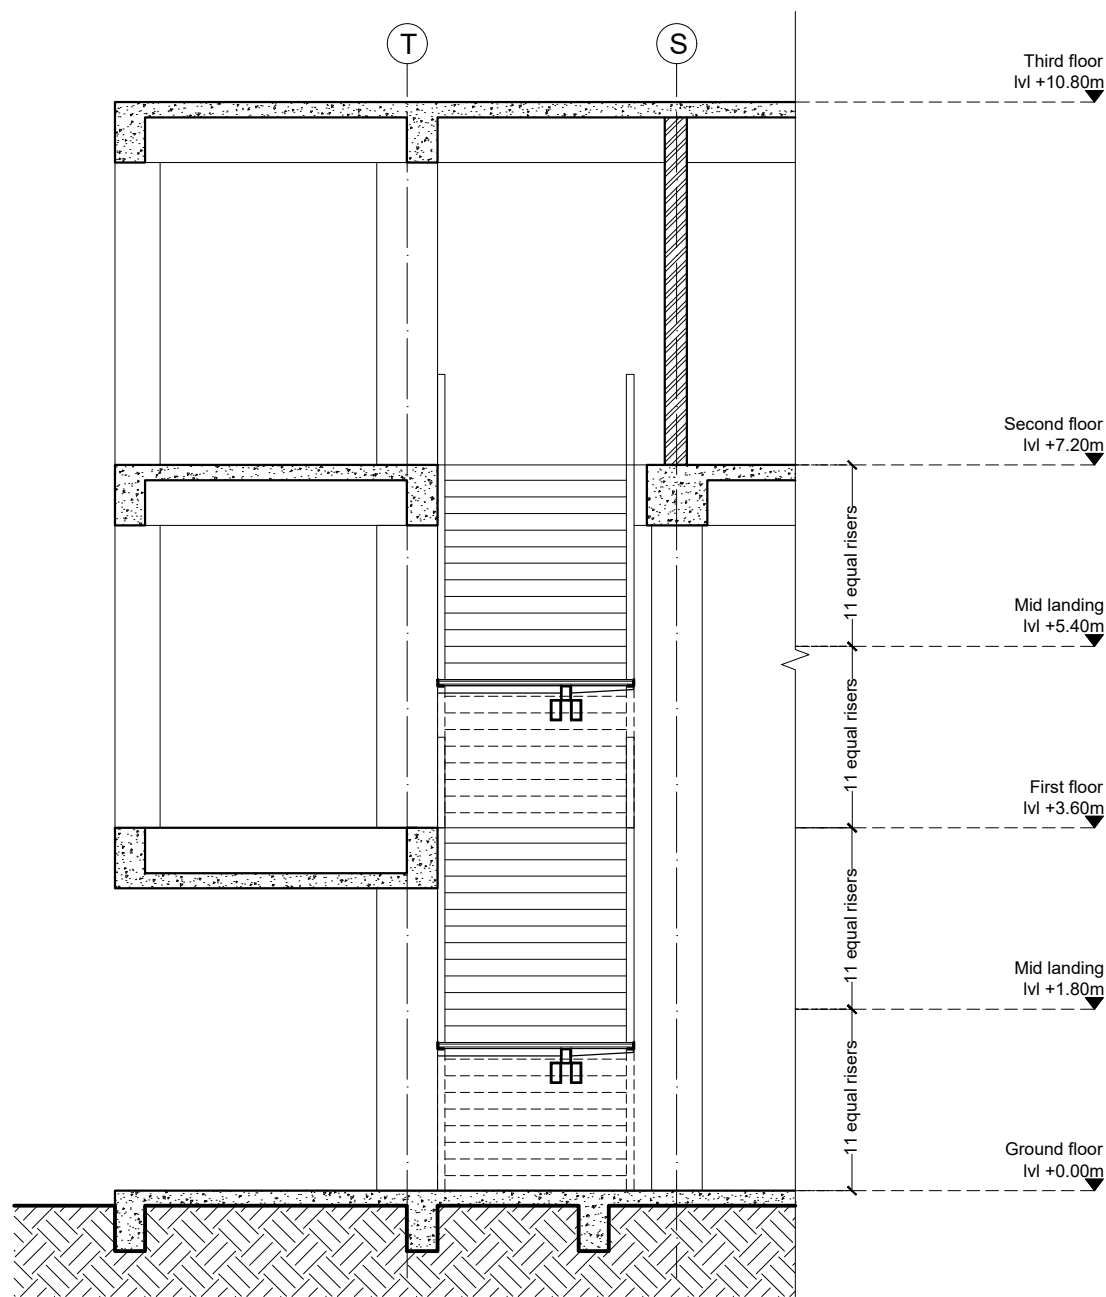 T
S
Third floor
lvl +10.80m
Second floor
lvl +7.20m
11 equal risers
Mid landing
lvl +5.40m
11 equal risers
First floor
lvl +3.60m
11 equal risers
Mid landing
lvl +1.80m
11 equal risers
Ground floor
lvl +0.00m